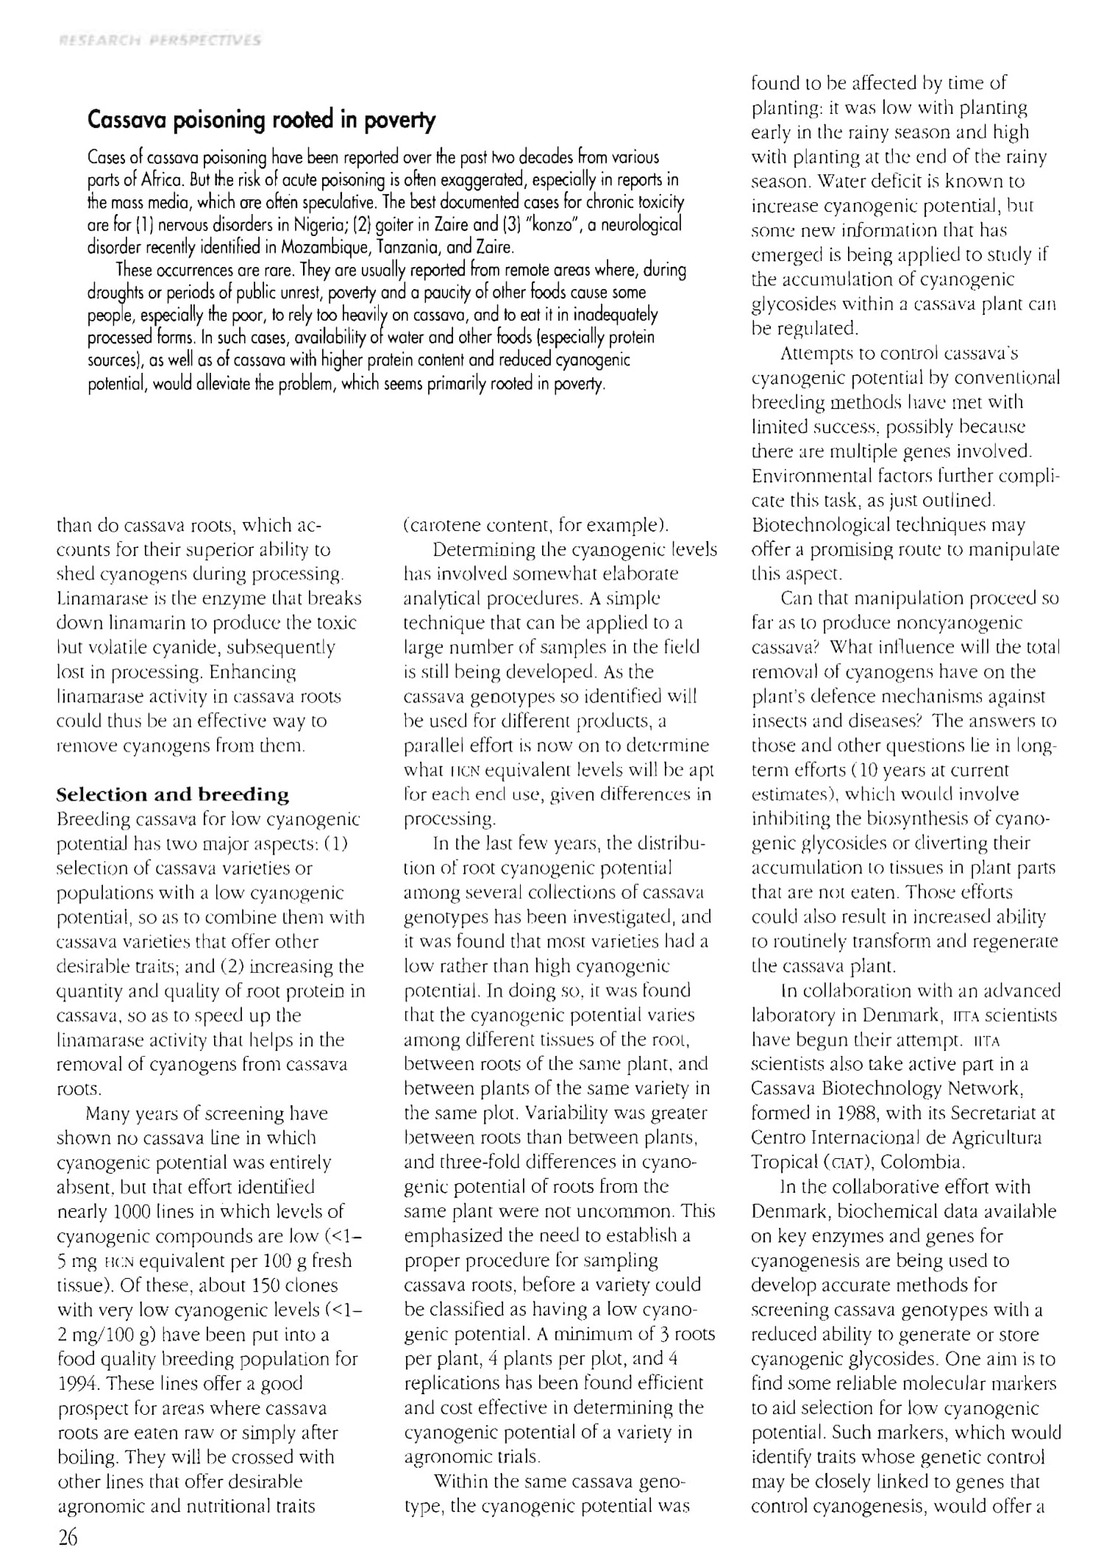 RESEARCH PERSPECTIVES
Cassava poisoning rooted in poverty
Cases of cassava poisoning have been reported over the past two decades from various
parts of Africa. But the risk of acute poisoning is often exaggerated, especially in reports in
the mass media, which are often speculative. The best documented cases for chronic toxicity
are for (1) nervous disorders in Nigeria; (2) goiter in Zaire and (3) "konzo", a neurological
disorder recently identified in Mozambique, Tanzania, and Zaire.
These occurrences are rare. They are usually reported from remote areas where, during
droughts or periods of public unrest, poverty and a paucity of other foods cause some
people, especially the poor, to rely too heavily on cassava, and to eat it in inadequately
processed forms. In such cases, availability of water and other foods (especially protein
sources), as well as of cassava with higher protein content and reduced cyanogenic
potential, would alleviate the problem, which seems primarily rooted in poverty.
than do cassava roots, which ac-
counts for their superior ability to
shed cyanogens during processing.
Linamarase is the enzyme that breaks
down linamarin to produce the toxic
but volatile cyanide, subsequently
lost in processing. Enhancing
linamarase activity in cassava roots
could thus be an effective way to
remove cyanogens from them.
Selection and breeding
Breeding cassava for low cyanogenic
potential has two major aspects: (1)
selection of cassava varieties or
populations with a low cyanogenic
potential, so as to combine them with
cassava varieties that offer other
desirable traits; and (2) increasing the
quantity and quality of root protein in
cassava, so as to speed up the
linamarase activity that helps in the
removal of cyanogens from cassava
roots.
Many years of screening have
shown no cassava line in which
cyanogenic potential was entirely
absent, but that effort identified
nearly 1000 lines in which levels of
cyanogenic compounds are low (<1–
5 mg HCN equivalent per 100 g fresh
tissue). Of these, about 150 clones
with very low cyanogenic levels (<1–
2 mg/100 g) have been put into a
food quality breeding population for
1994. These lines offer a good
prospect for areas where cassava
roots are eaten raw or simply after
boiling. They will be crossed with
other lines that offer desirable
agronomic and nutritional traits
(carotene content, for example).
Determining the cyanogenic levels
has involved somewhat elaborate
analytical procedures. A simple
technique that can be applied to a
large number of samples in the field
is still being developed. As the
cassava genotypes so identified will
be used for different products, a
parallel effort is now on to determine
what HCN equivalent levels will be apt
for each end use, given differences in
processing.
In the last few years, the distribu-
tion of root cyanogenic potential
among several collections of cassava
genotypes has been investigated, and
it was found that most varieties had a
low rather than high cyanogenic
potential. In doing so, it was found
that the cyanogenic potential varies
among different tissues of the root,
between roots of the same plant, and
between plants of the same variety in
the same plot. Variability was greater
between roots than between plants,
and three-fold differences in cyano-
genic potential of roots from the
same plant were not uncommon. This
emphasized the need to establish a
proper procedure for sampling
cassava roots, before a variety could
be classified as having a low cyano-
genic potential. A minimum of 3 roots
per plant, 4 plants per plot, and 4
replications has been found efficient
and cost effective in determining the
cyanogenic potential of a variety in
agronomic trials.
Within the same cassava geno-
type, the cyanogenic potential was
found to be affected by time of
planting: it was low with planting
early in the rainy season and high
with planting at the end of the rainy
season. Water deficit is known to
increase cyanogenic potential, but
some new information that has
emerged is being applied to study if
the accumulation of cyanogenic
glycosides within a cassava plant can
be regulated.
Attempts to control cassava's
cyanogenic potential by conventional
breeding methods have met with
limited success, possibly because
there are multiple genes involved.
Environmental factors further compli-
cate this task, as just outlined.
Biotechnological techniques may
offer a promising route to manipulate
this aspect.
Can that manipulation proceed so
far as to produce noncyanogenic
cassava? What influence will the total
removal of cyanogens have on the
plant's defence mechanisms against
insects and diseases? The answers to
those and other questions lie in long-
term efforts (10 years at current
estimates), which would involve
inhibiting the biosynthesis of cyano-
genic glycosides or diverting their
accumulation to tissues in plant parts
that are not eaten. Those efforts
could also result in increased ability
to routinely transform and regenerate
the cassava plant.
In collaboration with an advanced
laboratory in Denmark, IITA scientists
have begun their attempt. IITA
scientists also take active part in a
Cassava Biotechnology Network,
formed in 1988, with its Secretariat at
Centro Internacional de Agricultura
Tropical (CIAT), Colombia.
In the collaborative effort with
Denmark, biochemical data available
on key enzymes and genes for
cyanogenesis are being used to
develop accurate methods for
screening cassava genotypes with a
reduced ability to generate or store
cyanogenic glycosides. One aim is to
find some reliable molecular markers
to aid selection for low cyanogenic
potential. Such markers, which would
identify traits whose genetic control
may be closely linked to genes that
control cyanogenesis, would offer a
26